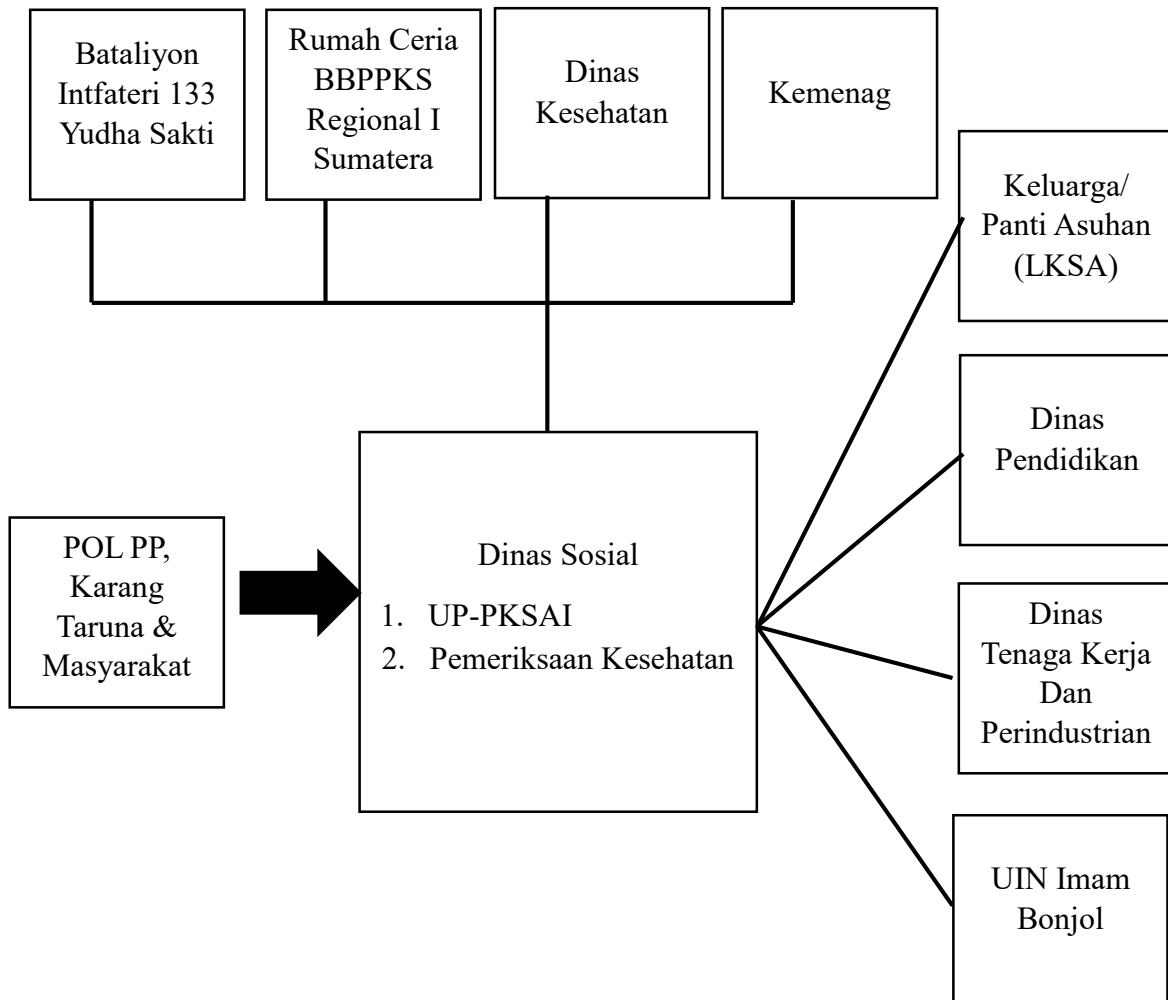 Bataliyon
Intfateri 133
Yudha Sakti
Rumah Ceria
BBPPKS
Regional I
Sumatera
Dinas
Kesehatan
Kemenag
Keluarga/
Panti Asuhan
(LKSA)
Dinas
Pendidikan
POL PP,
Karang
Taruna &
Masyarakat
Dinas Sosial
1. UP-PKSAI
2. Pemeriksaan Kesehatan
Dinas
Tenaga Kerja
Dan
Perindustrian
UIN Imam
Bonjol